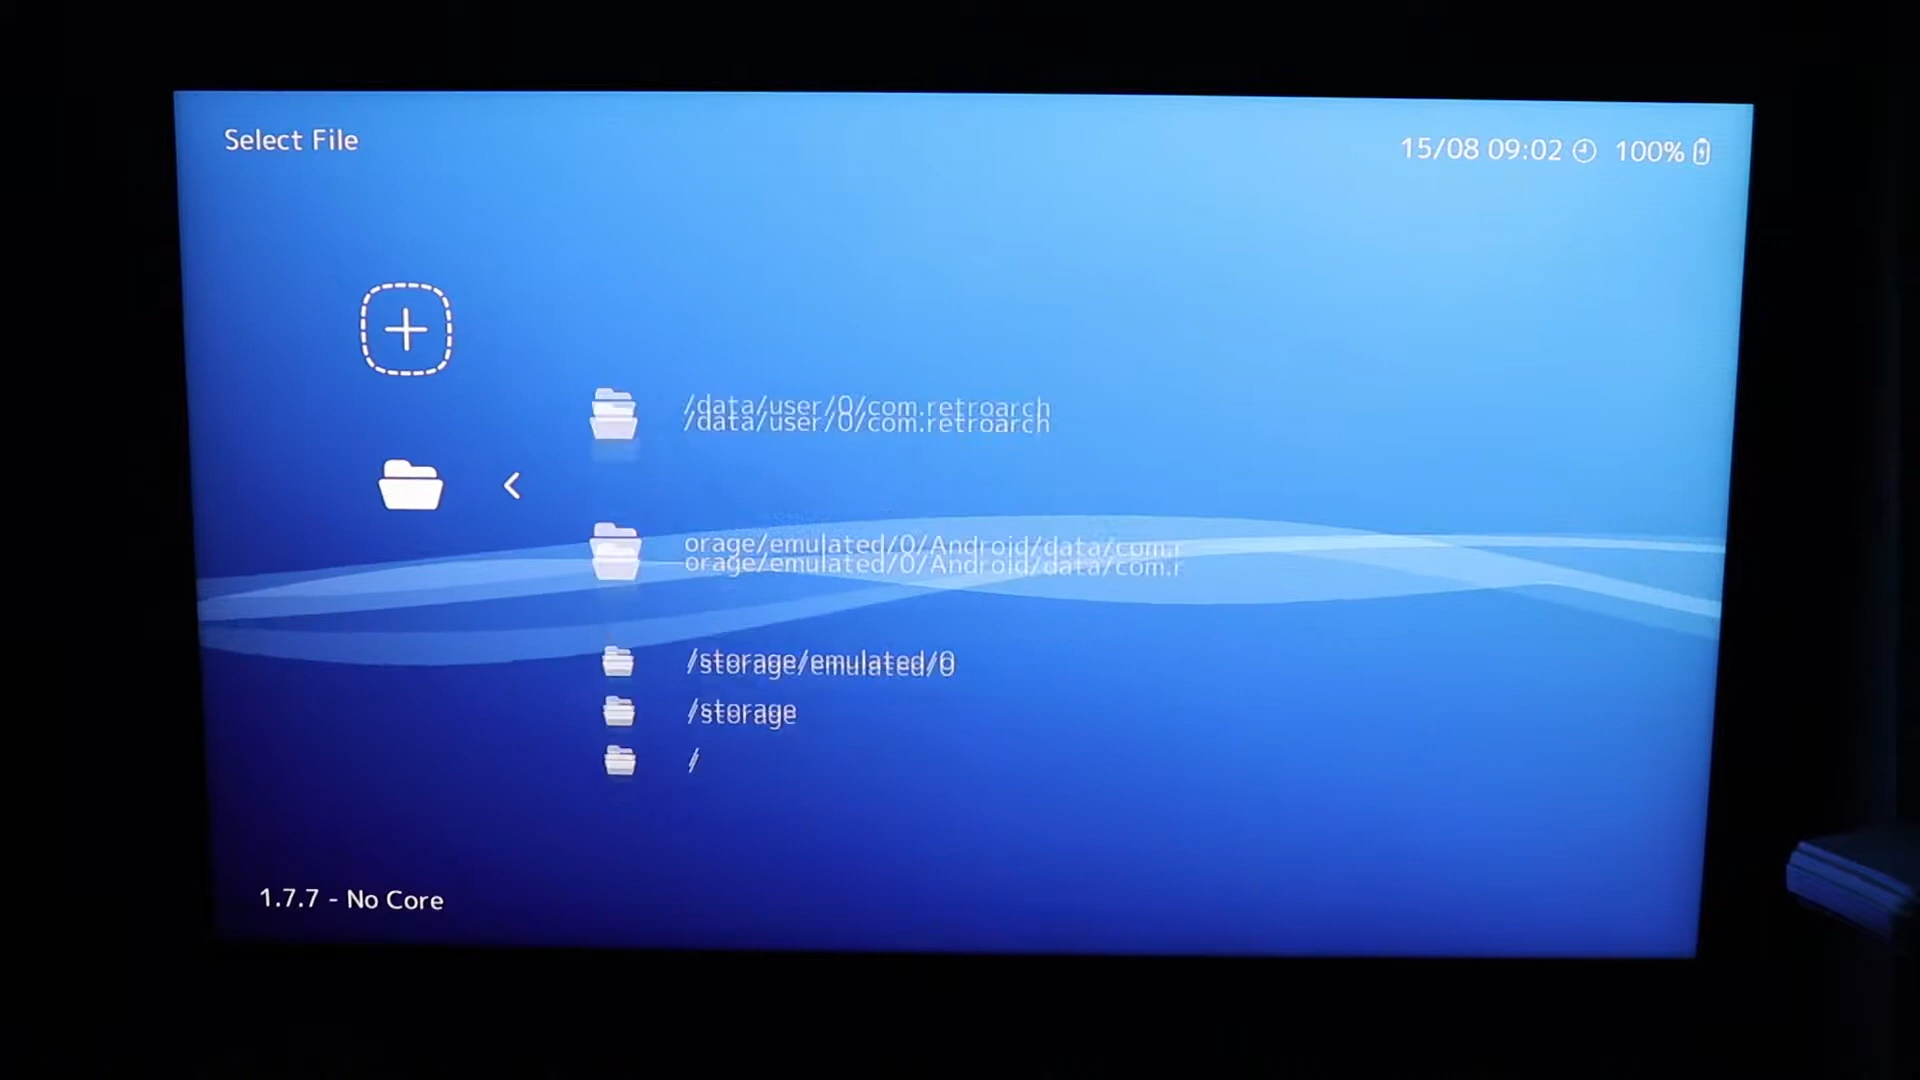 Select File
15/08 09:02 100%
/data/user/0/com.retroarch
orage/emulated/0/Android/data/com.r
/storage/emulated/0
/storage
/
1.7.7 - No Core